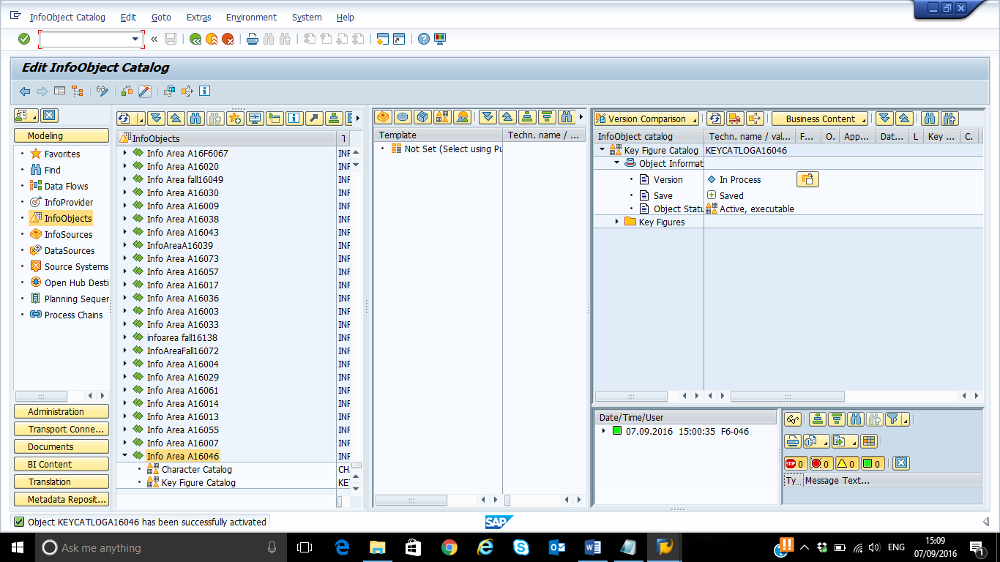 InfoObject Catalog Edit Goto Extras Environment System Help
Edit InfoObject Catalog
Modeling
Favorites
Find
Data Flows
InfoProvider
InfoObjects
InfoSources
DataSources
Source Systems
Open Hub Desti
Planning Sequer
Process Chains
Administration
Transport Conne...
Documents
BI Content
Translation
Metadata Reposit...
InfoObjects T
Info Area A16F6067 INF
Info Area A16020 INF
Info Area fall16049 INF
Info Area A16030 INF
Info Area A16009 INF
Info Area A16038 INF
Info Area A16043 INF
InfoAreaA16039 INF
Info Area A16073 INF
Info Area A16057 INF
Info Area A16017 INF
Info Area A16036 INF
Info Area A16003 INF
Info Area A16033 INF
infoarea fall16138 INF
InfoAreaFall16072 INF
Info Area A16004 INF
Info Area A16029 INF
Info Area A16061 INF
Info Area A16014 INF
Info Area A16013 INF
Info Area A16055 INF
Info Area A16007 INF
Info Area A16046 INF
Character Catalog CH
Key Figure Catalog KE
Template Techn. name / ...
Not Set (Select using Pu
Version Comparison Business Content
InfoObject catalog Techn. name / val... F... O. App... Dat... L Key ... C.
Key Figure Catalog KEYCATLOGA16046
Object Informat
Version In Process
Save Saved
Object Statu Active, executable
Key Figures
Date/Time/User
07.09.2016 15:00:35 F6-046
STOP 0 0 0 0
Ty... Message Text...
Object KEYCATLOGA16046 has been successfully activated
SAP
Ask me anything
ENG
15:09
07/09/2016
1